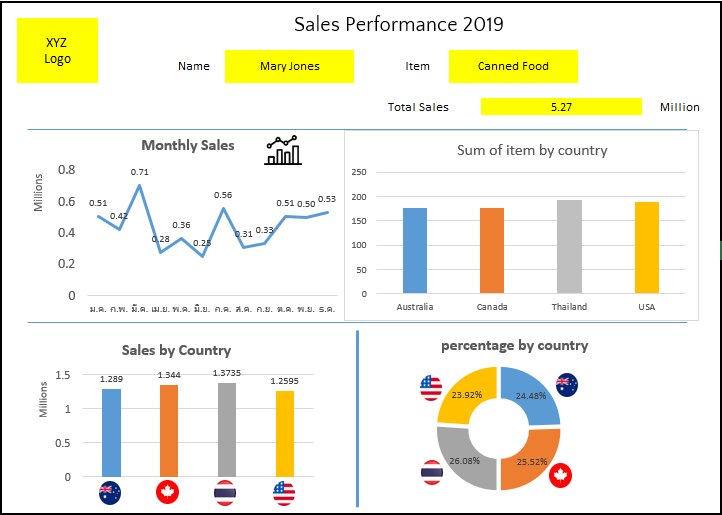 Sales Performance 2019
XYZ
Logo
Name
Mary Jones
Item
Canned Food
Total Sales
5.27
Million
Monthly Sales
Millions
0.8
0.6
0.4
0.2
0
0.51
0.42
0.71
0.28
0.36
0.25
0.56
0.31
0.33
0.51
0.50
0.53
ม.ค. ก.พ. มี.ค. เม.ย. พ.ค. มิ.ย. ก.ค. ส.ค. ก.ย. ต.ค. พ.ย. ธ.ค.
Sum of item by country
250
200
150
100
50
0
Australia
Canada
Thailand
USA
Sales by Country
Millions
1.5
1
0.5
0
1.289
1.344
1.3735
1.2595
percentage by country
23.92%
24.48%
26.08%
25.52%